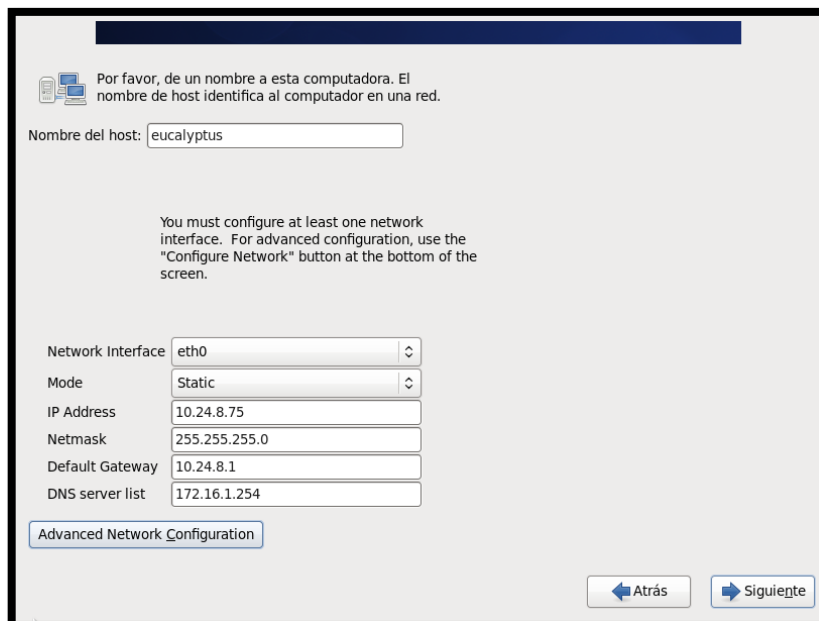 Por favor, de un nombre a esta computadora. El
nombre de host identifica al computador en una red.
Nombre del host: eucalyptus
You must configure at least one network
interface. For advanced configuration, use the
"Configure Network" button at the bottom of the
screen.
Network Interface eth0
Mode Static
IP Address 10.24.8.75
Netmask 255.255.255.0
Default Gateway 10.24.8.1
DNS server list 172.16.1.254
Advanced Network Configuration
Atrás Siguiente